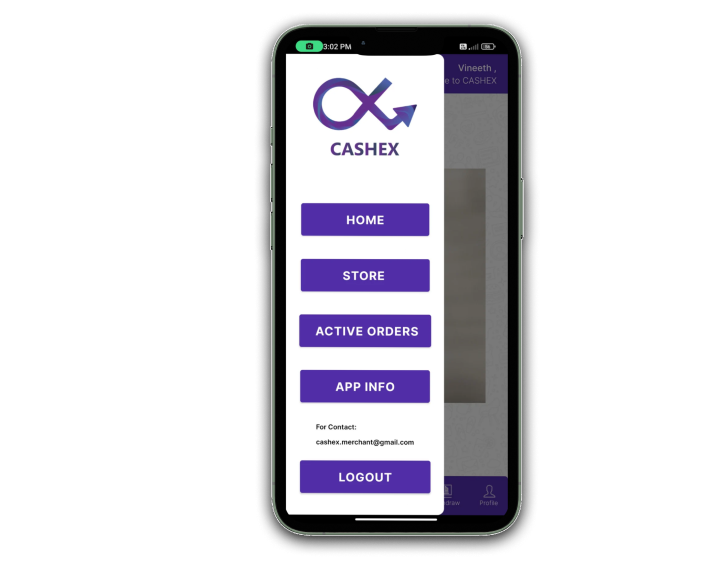 3:02 PM
Vineeth ,
e to CASHEX
CASHEX
HOME
STORE
ACTIVE ORDERS
APP INFO
For Contact:
cashex.merchant@gmail.com
LOGOUT
draw
Profile